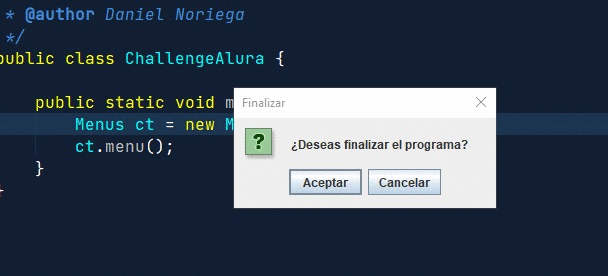 * @author Daniel Noriega
*/
public class ChallengeAlura {
public static void m
Menus ct = new M
ct.menu();
}
}
Finalizar
?
¿Deseas finalizar el programa?
Aceptar
Cancelar